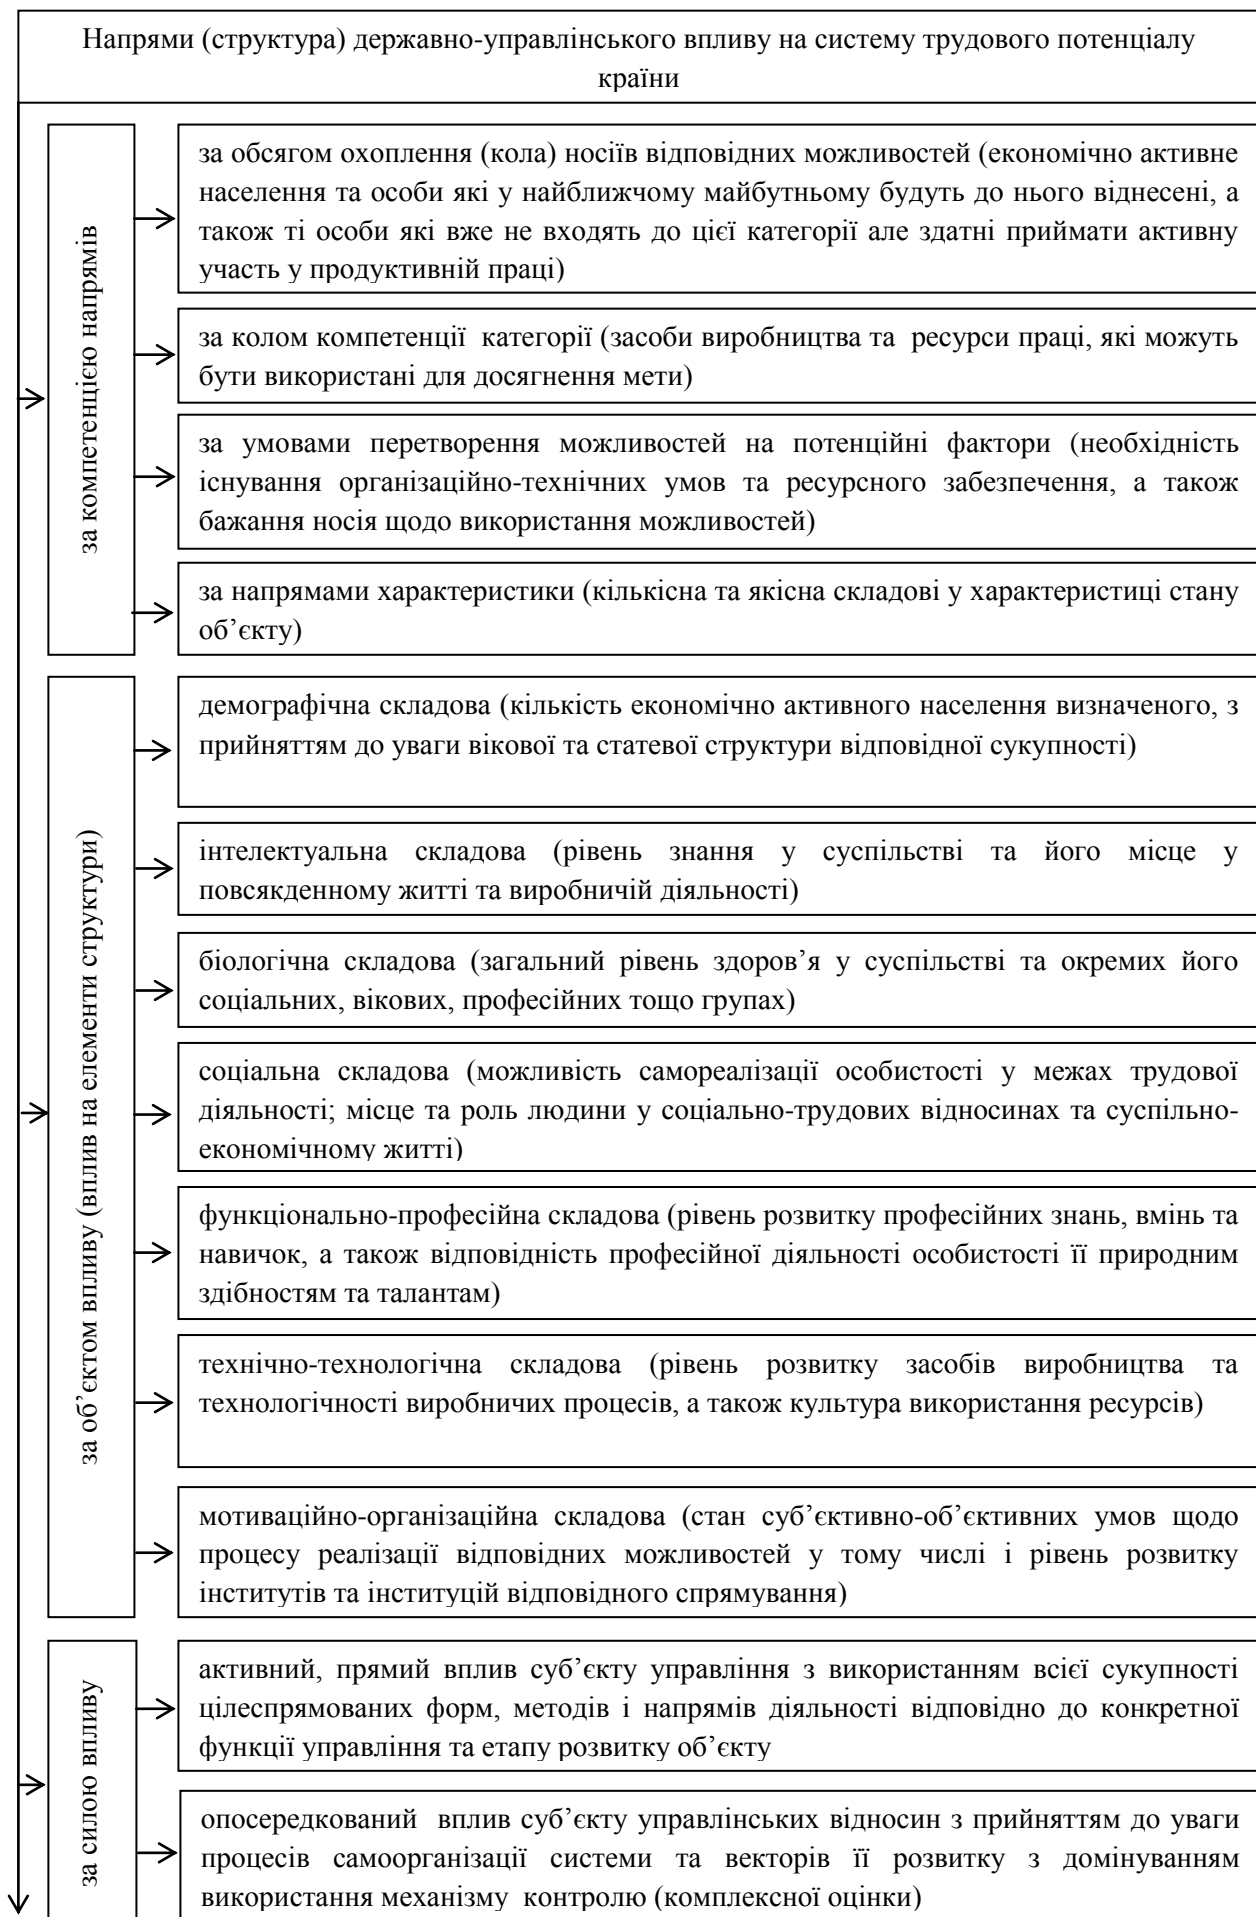 Напрями (структура) державно-управлінського впливу на систему трудового потенціалу
країни
за компетенцією напрямів
за обсягом охоплення (кола) носіїв відповідних можливостей (економічно активне
населення та особи які у найближчому майбутньому будуть до нього віднесені, а
також ті особи які вже не входять до цієї категорії але здатні приймати активну
участь у продуктивній праці)
за колом компетенції категорії (засоби виробництва та ресурси праці, які можуть
бути використані для досягнення мети)
за умовами перетворення можливостей на потенційні фактори (необхідність
існування організаційно-технічних умов та ресурсного забезпечення, а також
бажання носія щодо використання можливостей)
за напрямами характеристики (кількісна та якісна складові у характеристиці стану
об’єкту)
за об’єктом впливу (вплив на елементи структури)
демографічна складова (кількість економічно активного населення визначеного, з
прийняттям до уваги вікової та статевої структури відповідної сукупності)
інтелектуальна складова (рівень знання у суспільстві та його місце у
повсякденному житті та виробничій діяльності)
біологічна складова (загальний рівень здоров’я у суспільстві та окремих його
соціальних, вікових, професійних тощо групах)
соціальна складова (можливість самореалізації особистості у межах трудової
діяльності; місце та роль людини у соціально-трудових відносинах та суспільно-
економічному житті)
функціонально-професійна складова (рівень розвитку професійних знань, вмінь та
навичок, а також відповідність професійної діяльності особистості її природним
здібностям та талантам)
технічно-технологічна складова (рівень розвитку засобів виробництва та
технологічності виробничих процесів, а також культура використання ресурсів)
мотиваційно-організаційна складова (стан суб’єктивно-об’єктивних умов щодо
процесу реалізації відповідних можливостей у тому числі і рівень розвитку
інститутів та інституцій відповідного спрямування)
за силою впливу
активний, прямий вплив суб’єкту управління з використанням всієї сукупності
цілеспрямованих форм, методів і напрямів діяльності відповідно до конкретної
функції управління та етапу розвитку об’єкту
опосередкований вплив суб’єкту управлінських відносин з прийняттям до уваги
процесів самоорганізації системи та векторів її розвитку з домінуванням
використання механізму контролю (комплексної оцінки)